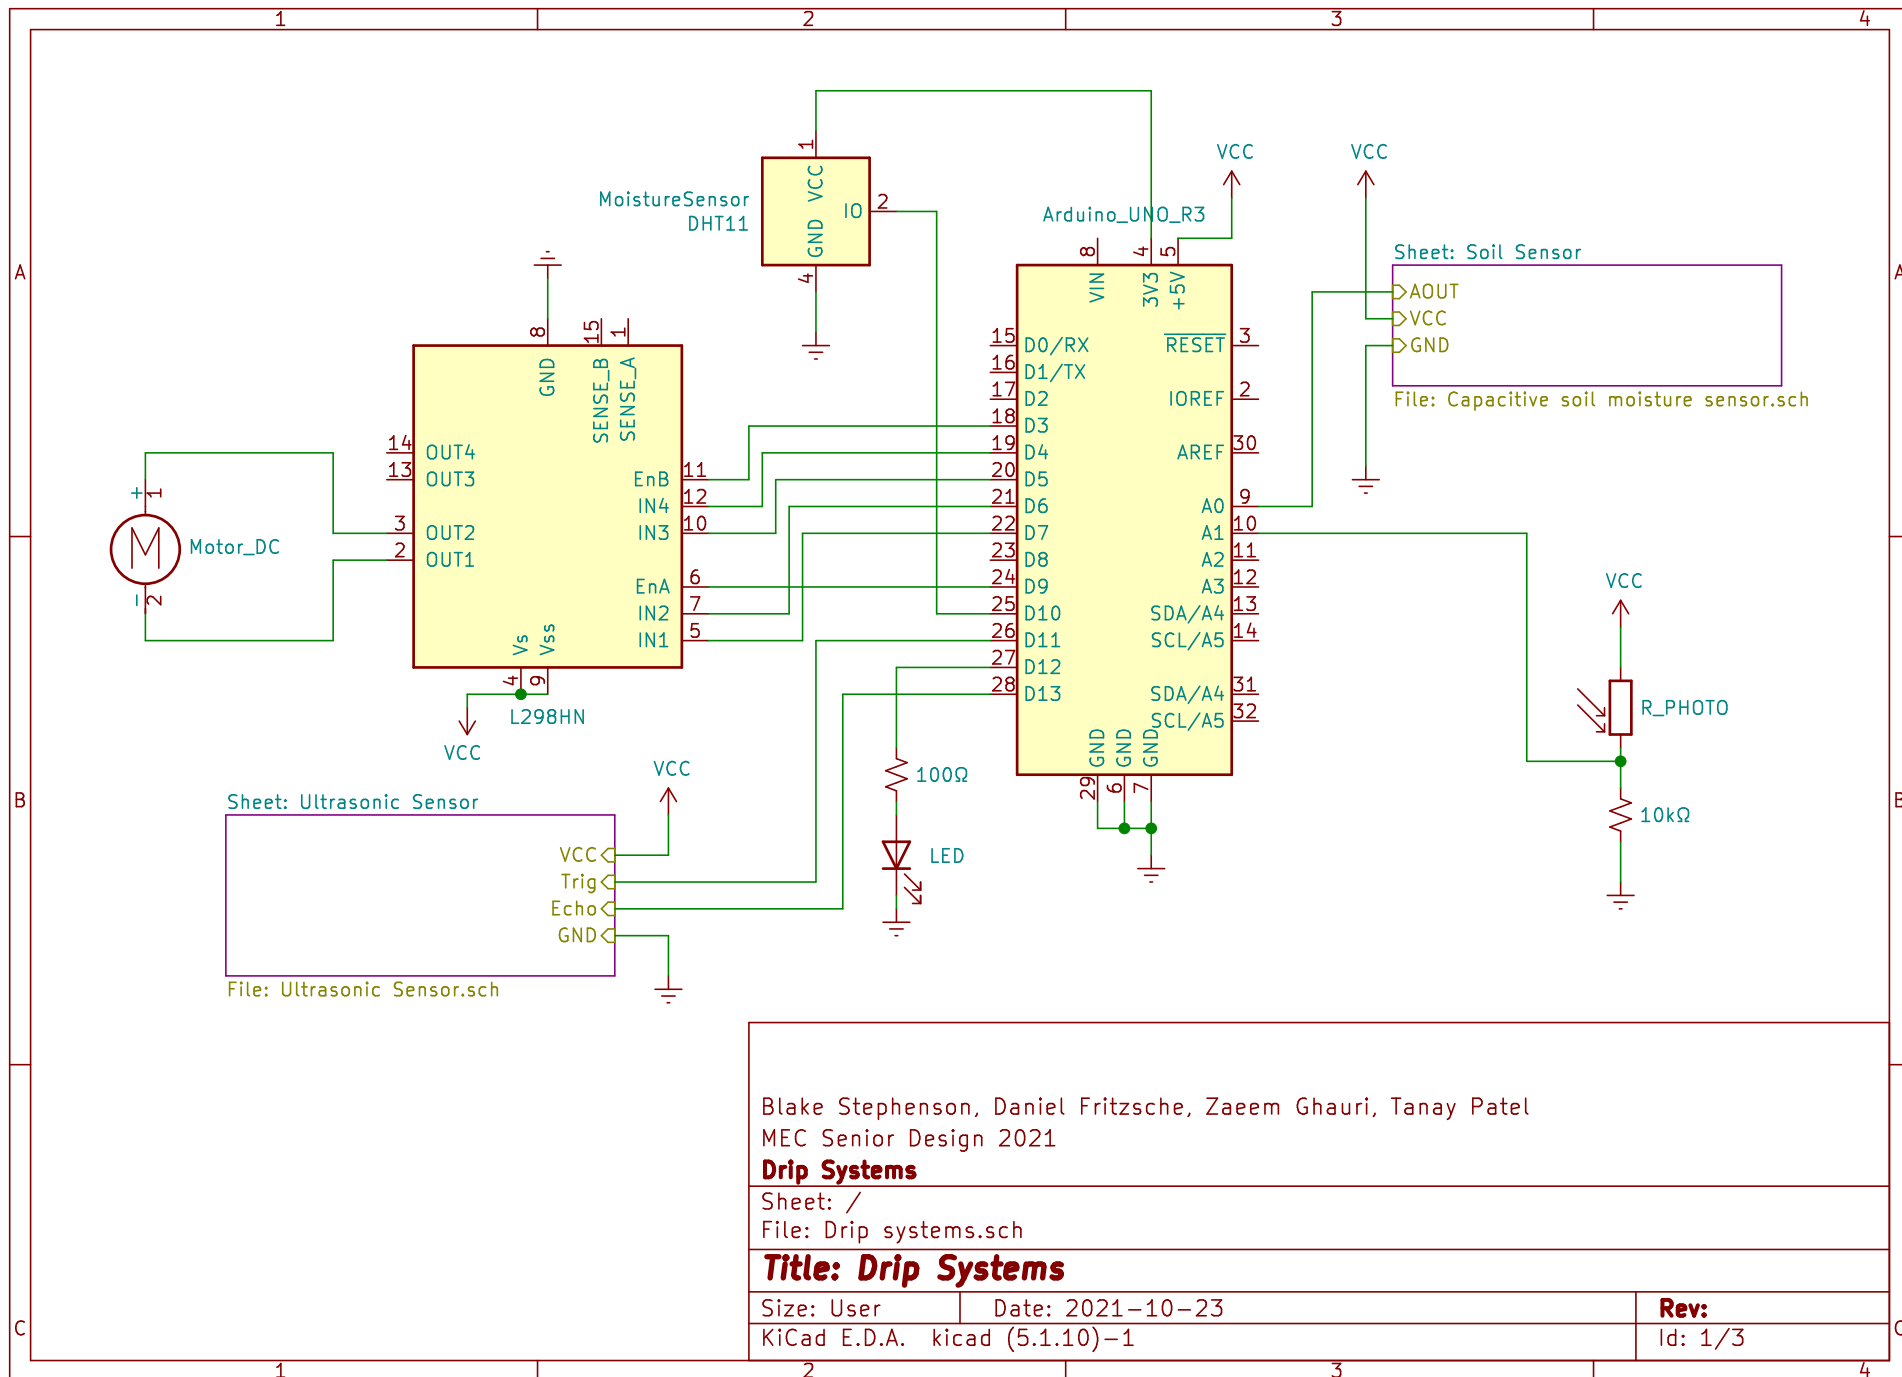 1 2 3 4
VCC VCC
1
VCC
MoistureSensor
DHT11
IO 2
GND
4
Arduino_UNO_R3
8 4 5
VIN 3V3 +5V
Sheet: Soil Sensor
AOUT
VCC
GND
File: Capacitive soil moisture sensor.sch
A A
8 15 1
GND SENSE_B SENSE_A
15 D0/RX RESET 3
16 D1/TX
17 D2 IOREF 2
18 D3
19 D4 AREF 30
20 D5
21 D6 A0 9
22 D7 A1 10
23 D8 A2 11
24 D9 A3 12
25 D10 SDA/A4 13
26 D11 SCL/A5 14
27 D12
28 D13 SDA/A4 31
SCL/A5 32
GND GND GND
29 6 7
14 OUT4
13 OUT3 EnB 11
IN4 12
3 OUT2 IN3 10
2 OUT1
EnA 6
IN2 7
IN1 5
Vs Vss
4 9
L298HN
VCC
+ 1
M Motor_DC
- 2
VCC
R_PHOTO
10kΩ
100Ω
LED
B B
VCC
Sheet: Ultrasonic Sensor
VCC
Trig
Echo
GND
File: Ultrasonic Sensor.sch
Blake Stephenson, Daniel Fritzsche, Zaeem Ghauri, Tanay Patel
MEC Senior Design 2021
Drip Systems
Sheet: /
File: Drip systems.sch
Title: Drip Systems
Size: User Date: 2021-10-23 Rev:
KiCad E.D.A. kicad (5.1.10)-1 Id: 1/3
C C
1 2 3 4